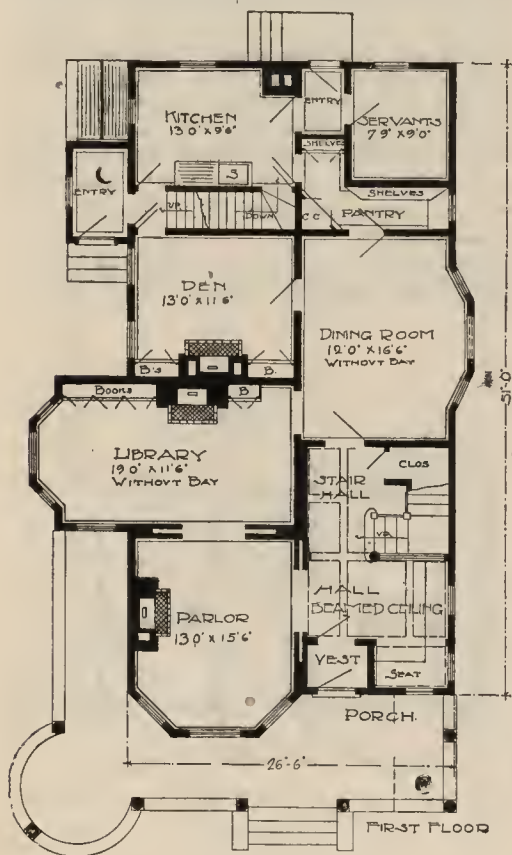 KITCHEN
13'0" X 9'6"
ENTRY
SERVANTS
7'9" X 9'0"
SHELVES
S
SHELVES
PANTRY
C.C.
ENTRY
UP
DOWN
DEN
13'0" X 11'6"
B's
B.
DINING ROOM
12'0" X 16'6"
WITHOUT BAY
51'-0"
BOOKS
B
LIBRARY
19'0" X 11'6"
WITHOUT BAY
STAIR
HALL
CLOS
UP
HALL
BEAMED CEILING
PARLOR
13'0" X 15'6"
VEST
SEAT
PORCH.
26'-6"
FIRST FLOOR